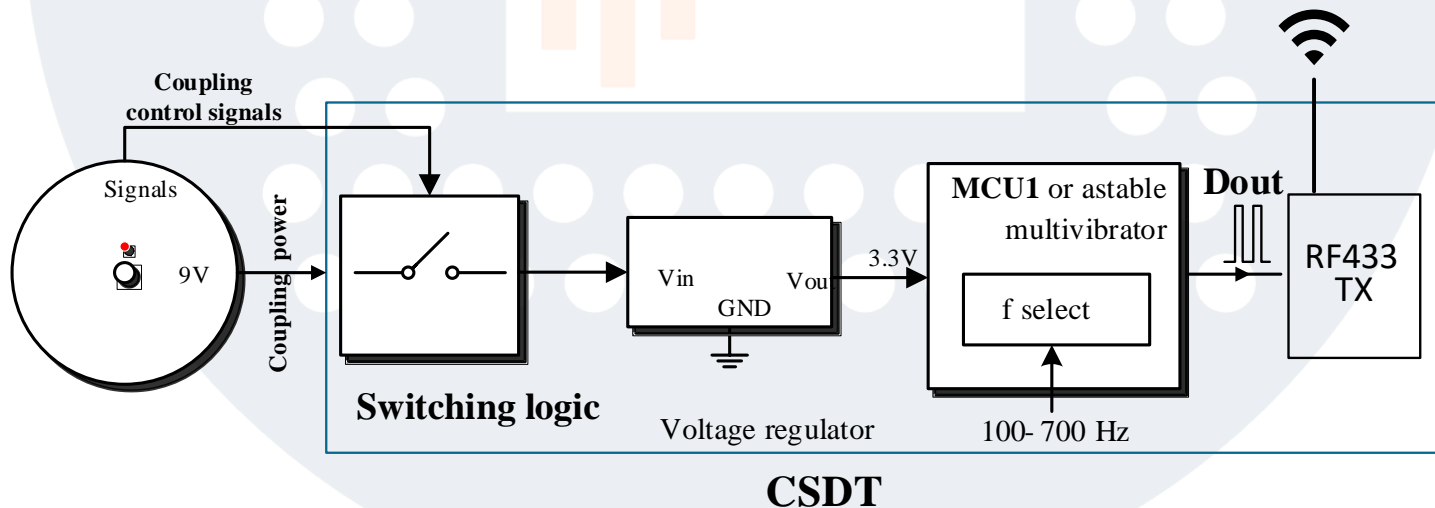 Coupling
control signals
Signals
9V
Coupling power
Switching logic
Vin
Vout
GND
Voltage regulator
3.3V
MCU1 or astable
multivibrator
f select
100-700 Hz
Dout
RF433
TX
CSDT